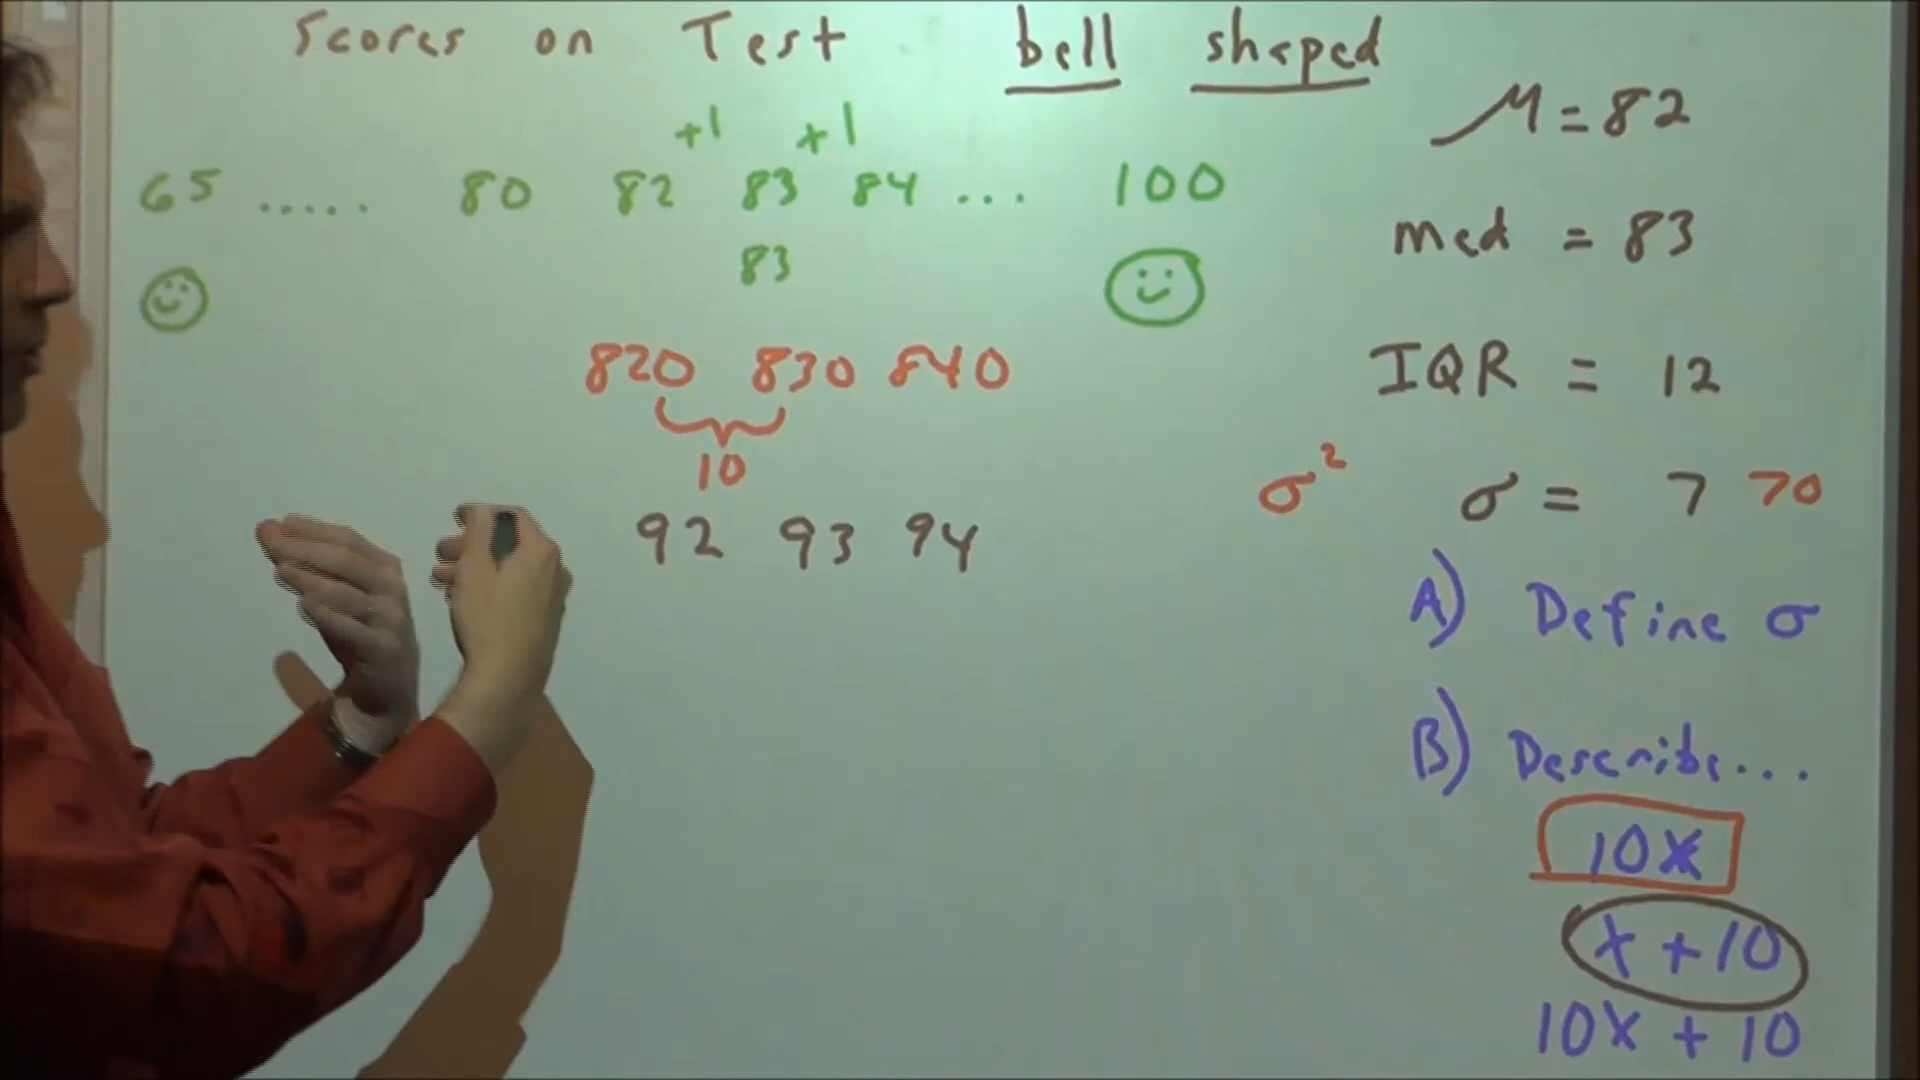 Scores on Test bell shaped
+1 +1
65 ..... 80 82 83 84 ... 100
83
820 830 840
10
92 93 94
μ = 82
med = 83
IQR = 12
σ² σ = 7 70
A) Define σ
B) Describe...
10x
x + 10
10x + 10